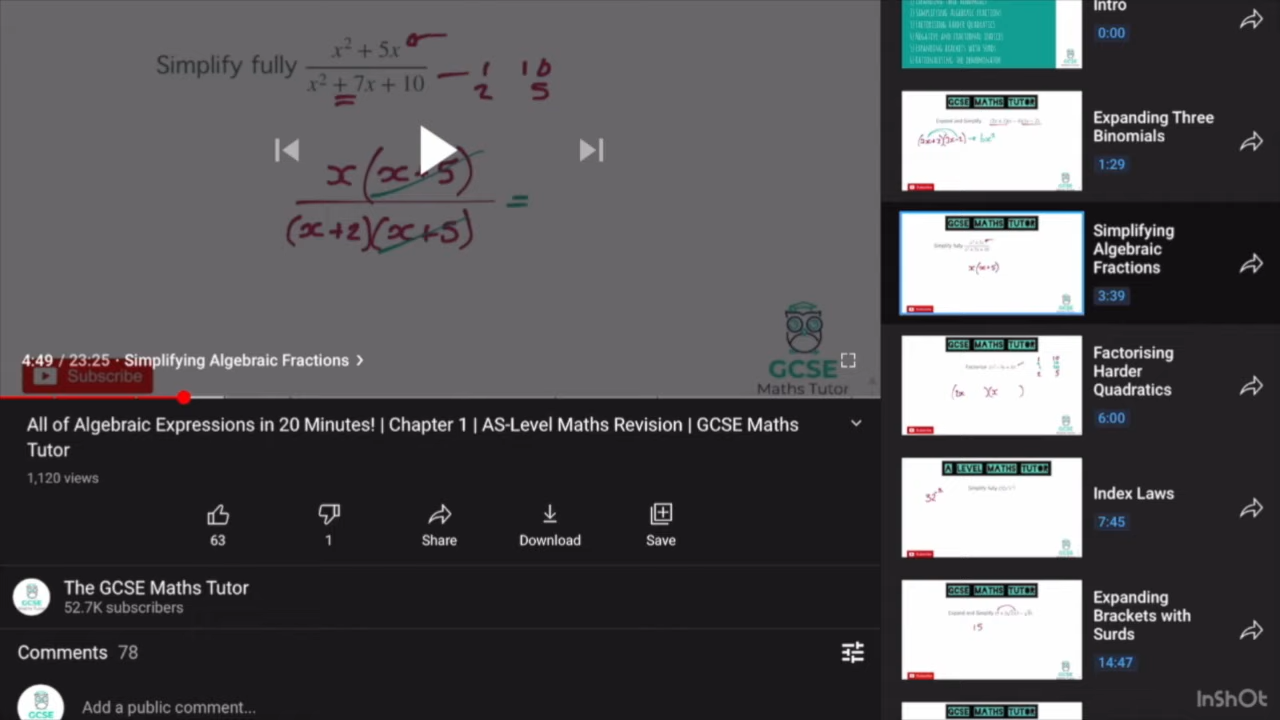 Simplify fully x² + 5x
x² + 7x + 10
1 10
2 5
x(x+5)
(x+2)(x+5)
=
GCSE
Maths Tutor
4:49 / 23:25 · Simplifying Algebraic Fractions >
Subscribe
All of Algebraic Expressions in 20 Minutes! | Chapter 1 | AS-Level Maths Revision | GCSE Maths
Tutor
1,120 views
63
1
Share
Download
Save
The GCSE Maths Tutor
52.7K subscribers
Comments 78
Add a public comment...
Intro
0:00
GCSE MATHS TUTOR
Expanding Three
Binomials
1:29
GCSE MATHS TUTOR
x(x+5)
Simplifying
Algebraic
Fractions
3:39
GCSE MATHS TUTOR
Factorising
Harder
Quadratics
6:00
A LEVEL MATHS TUTOR
Index Laws
7:45
GCSE MATHS TUTOR
15
Expanding
Brackets with
Surds
14:47
GCSE MATHS TUTOR
InShOt